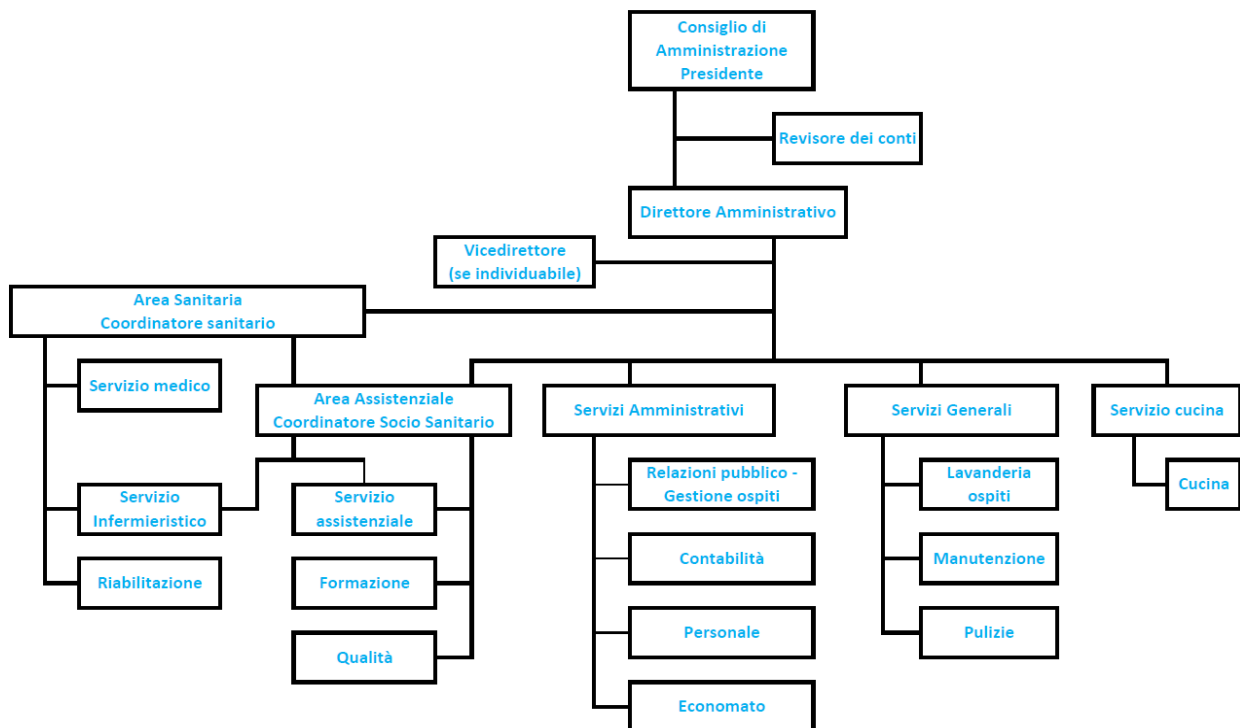 Consiglio di
Amministrazione
Presidente
Revisore dei conti
Direttore Amministrativo
Vicedirettore
(se individuabile)
Area Sanitaria
Coordinatore sanitario
Servizio medico
Area Assistenziale
Coordinatore Socio Sanitario
Servizi Amministrativi
Servizi Generali
Servizio cucina
Servizio
Infermieristico
Servizio
assistenziale
Relazioni pubblico -
Gestione ospiti
Lavanderia
ospiti
Cucina
Riabilitazione
Formazione
Contabilità
Manutenzione
Qualità
Personale
Pulizie
Economato